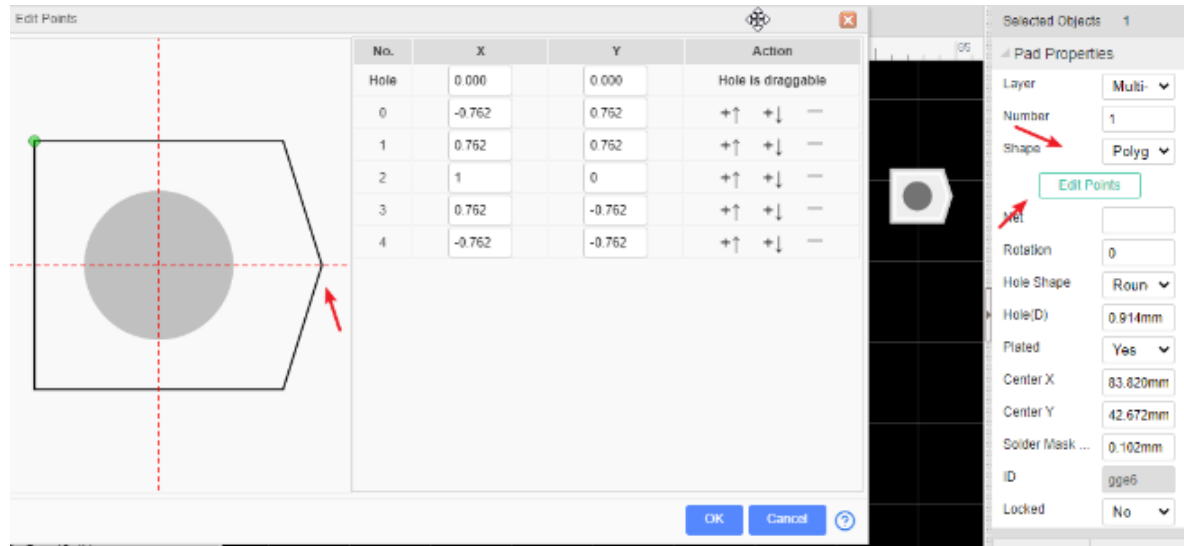 Edit Points
No. X Y Action
Hole 0.000 0.000 Hole is draggable
0 -0.762 0.762
1 0.762 0.762
2 1 0
3 0.762 -0.762
4 -0.762 -0.762
OK Cancel ?
Selected Objects 1
Pad Properties
Layer Multi-
Number 1
Shape Polyg
Edit Points
Net
Rotation 0
Hole Shape Roun
Hole(D) 0.914mm
Plated Yes
Center X 83.820mm
Center Y 42.672mm
Solder Mask ... 0.102mm
ID gge6
Locked No